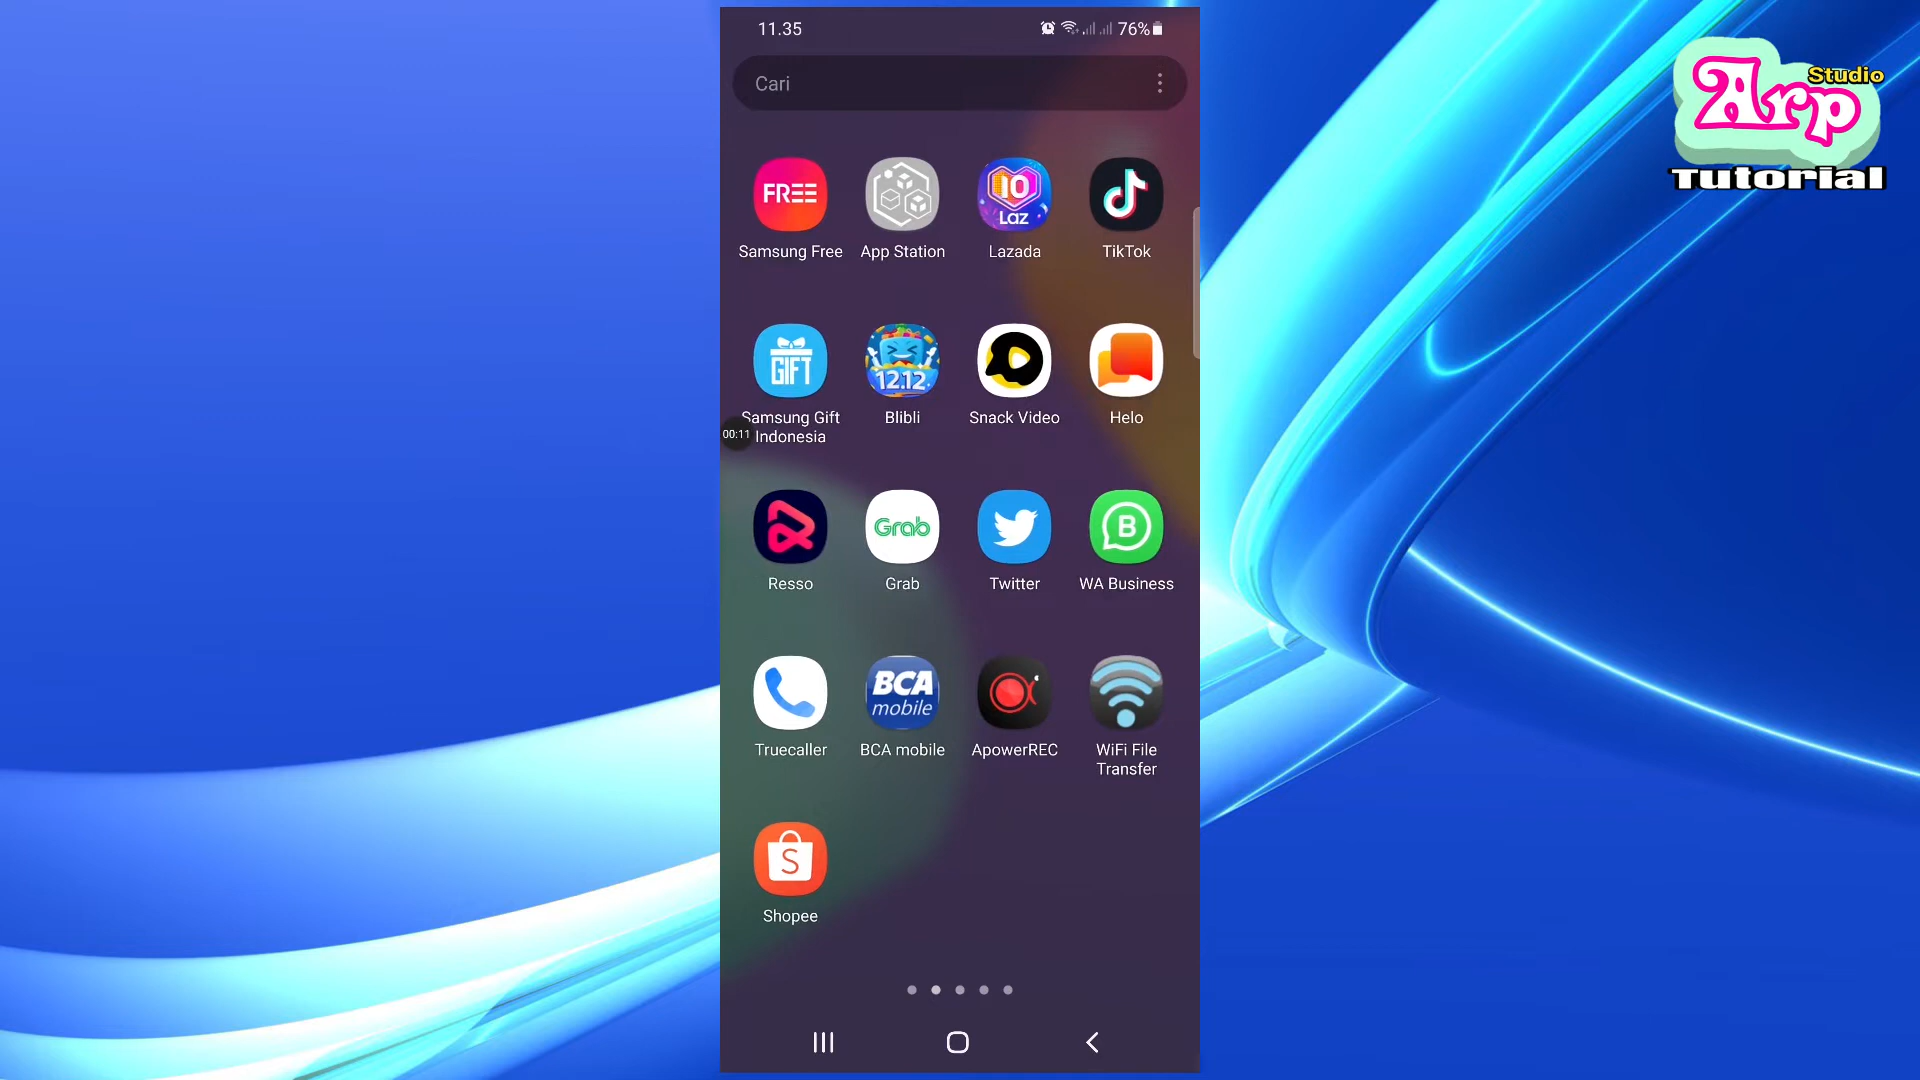 11.35
76%
Cari
Arp Studio
Tutorial
FREE
10
Laz
Samsung Free
App Station
Lazada
TikTok
GIFT
12.12
Samsung Gift
Indonesia
Blibli
Snack Video
Helo
00:11
Grab
B
Resso
Grab
Twitter
WA Business
BCA
mobile
Truecaller
BCA mobile
ApowerREC
WiFi File
Transfer
S
Shopee